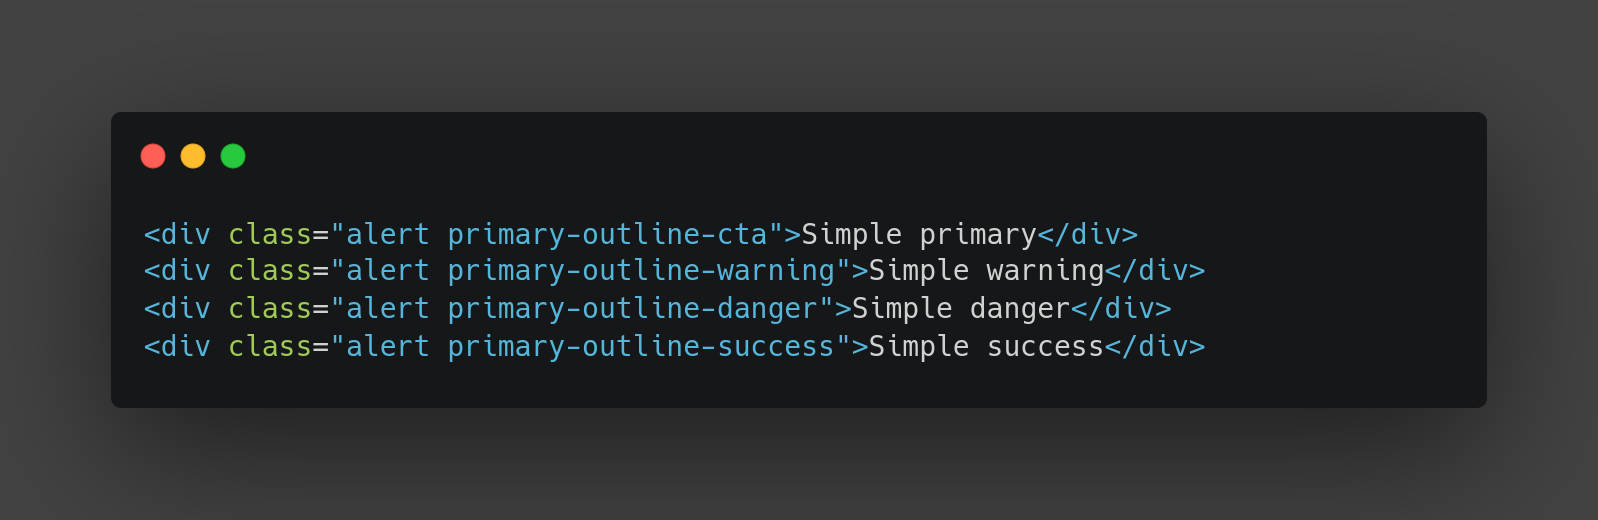 <div class="alert primary-outline-cta">Simple primary</div>
<div class="alert primary-outline-warning">Simple warning</div>
<div class="alert primary-outline-danger">Simple danger</div>
<div class="alert primary-outline-success">Simple success</div>